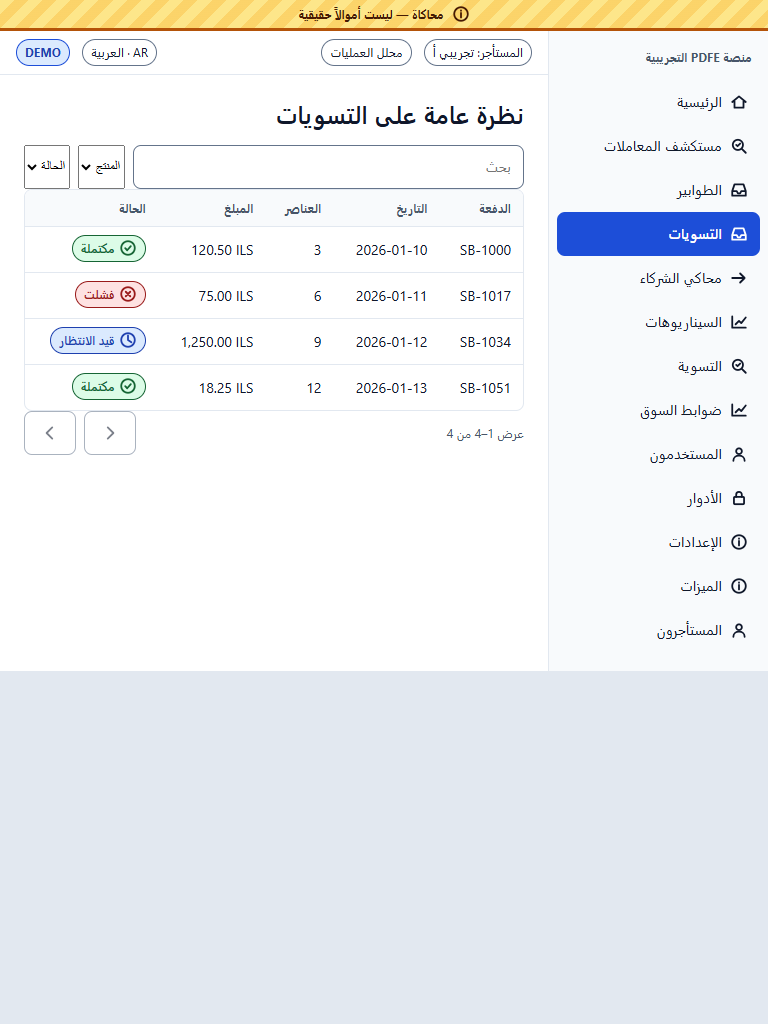 محاكاة — ليست أموالاً حقيقية
منصة PDFE التجريبية
الرئيسية
مستكشف المعاملات
الطوابير
التسويات
محاكي الشركاء
السيناريوهات
التسوية
ضوابط السوق
المستخدمون
الأدوار
الإعدادات
الميزات
المستأجرون
المستأجر: تجريبي أ
محلل العمليات
AR · العربية
DEMO
نظرة عامة على التسويات
بحث
المنتج
الحالة
الدفعة التاريخ العناصر المبلغ الحالة
SB-1000 2026-01-10 3 120.50 ILS مكتملة
SB-1017 2026-01-11 6 75.00 ILS فشلت
SB-1034 2026-01-12 9 1,250.00 ILS قيد الانتظار
SB-1051 2026-01-13 12 18.25 ILS مكتملة
عرض 1–4 من 4